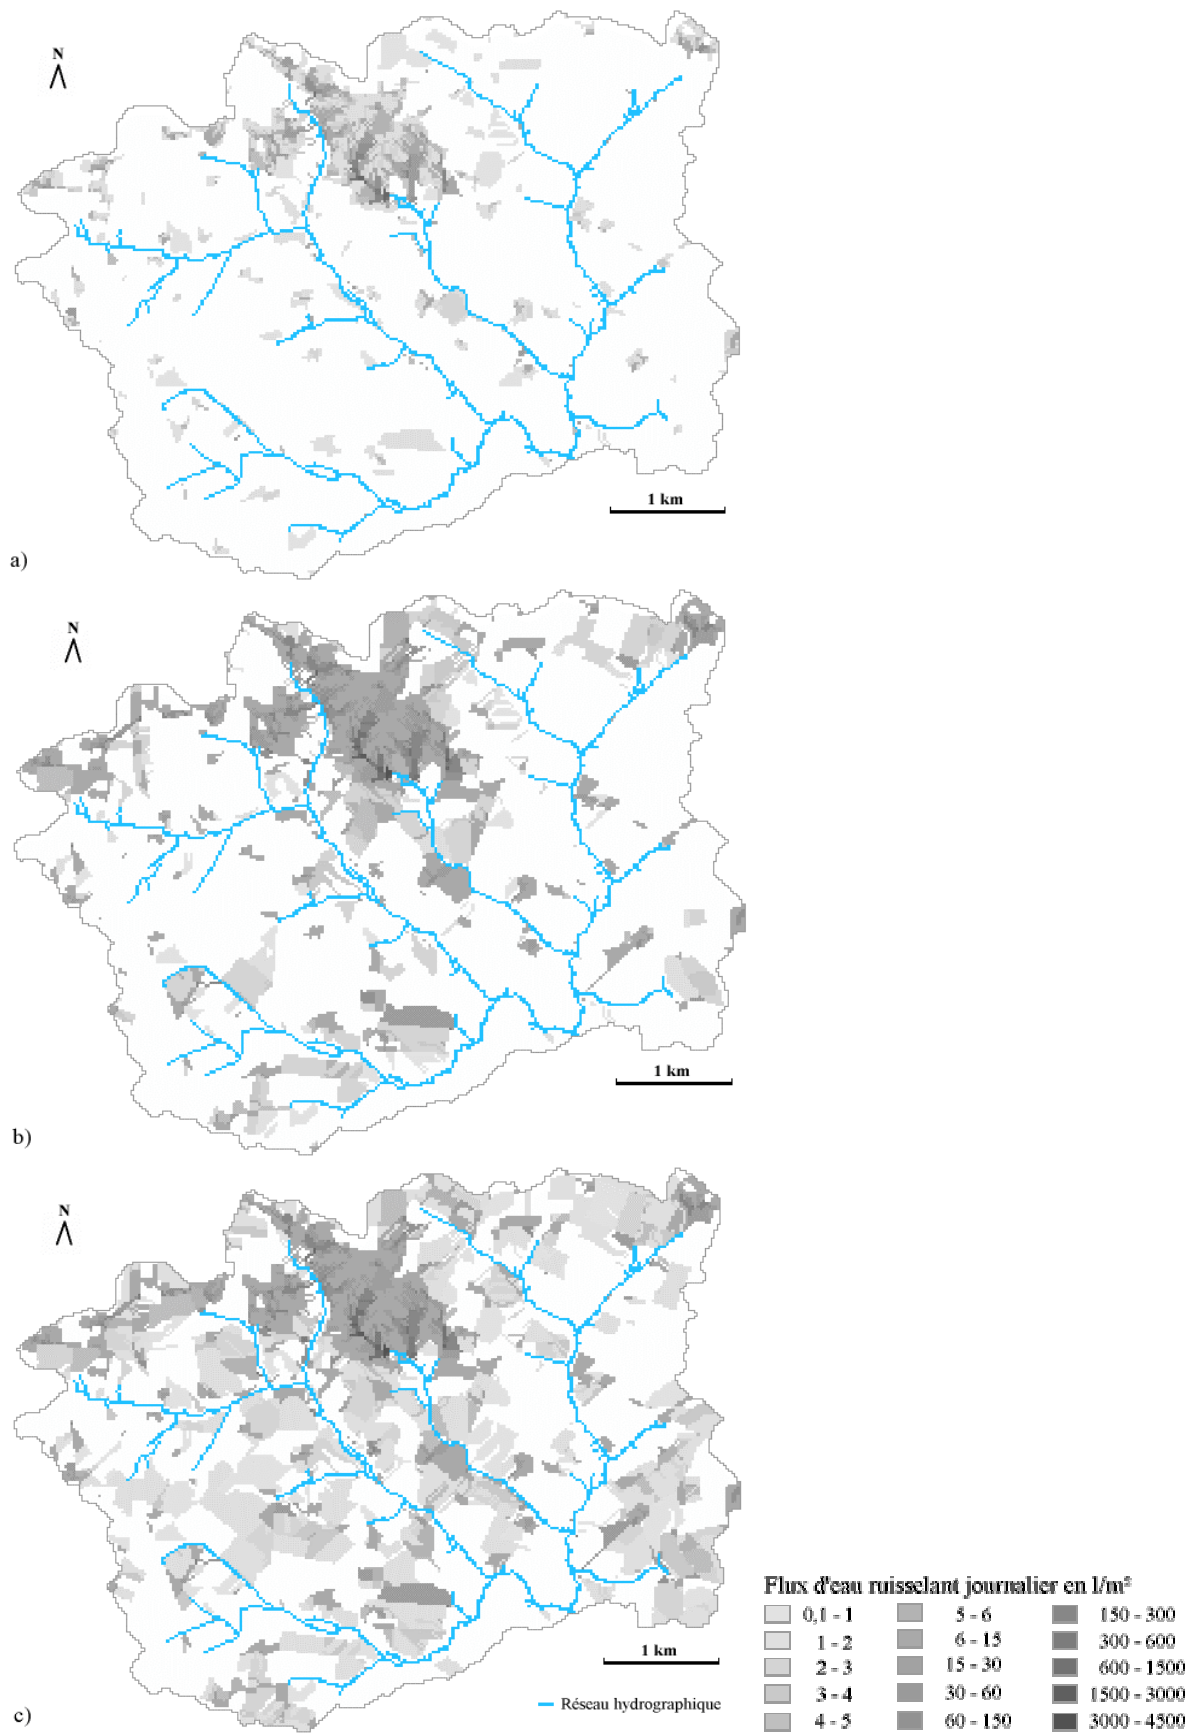 N
1 km
a)
N
1 km
b)
N
Flux d'eau ruisselant journalier en l/m²
0,1 - 1
5 - 6
150 - 300
1 - 2
6 - 15
300 - 600
2 - 3
15 - 30
600 - 1500
3 - 4
30 - 60
1500 - 3000
4 - 5
60 - 150
3000 - 4500
1 km
Réseau hydrographique
c)